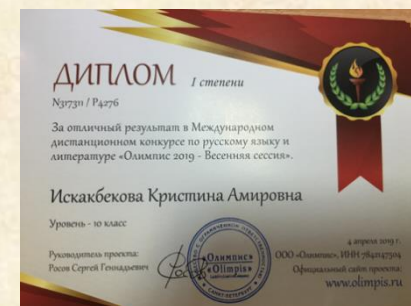 ДИПЛОМ I степени
N317311 / P4276
За отличный результат в Международном
дистанционном конкурсе по русскому языку и
литературе «Олимпис 2019 - Весенняя сессия».
Искакбекова Кристина Амировна
Уровень - 10 класс
Руководитель проекта:
Росов Сергей Геннадьевич
«Олимпис»
«Olimpis»
4 апреля 2019 г.
ООО «Олимпис», ИНН 7841147304
Официальный сайт проекта:
www.olimpis.ru